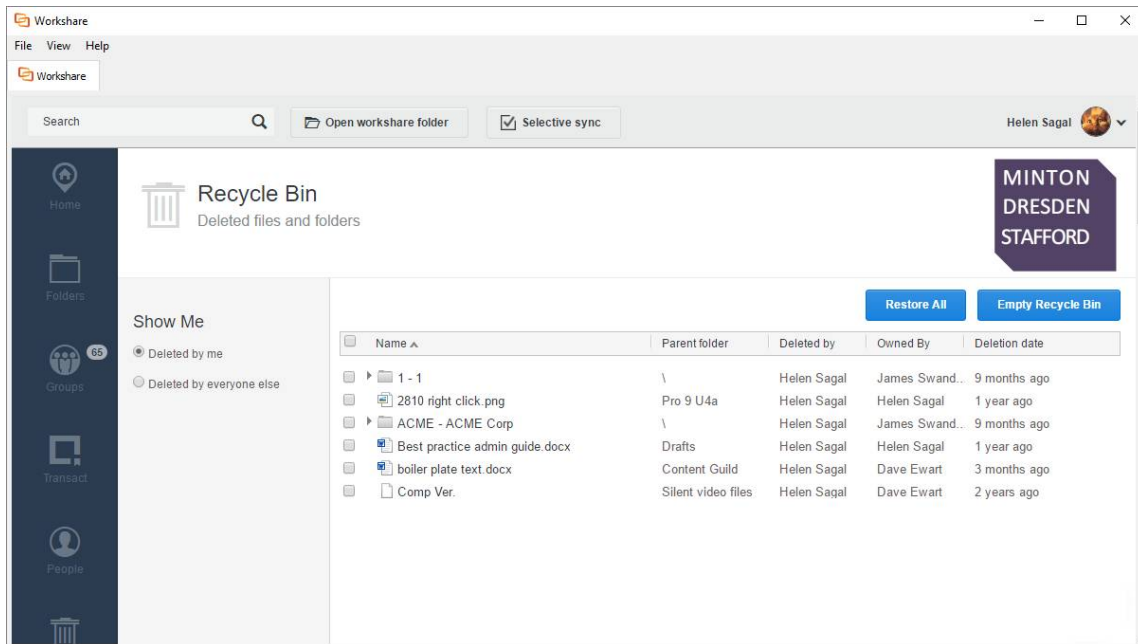 Workshare
File View Help
Workshare
Search Open workshare folder Selective sync Helen Sagal
Home
Folders
65
Groups
Transact
People
Recycle Bin
Deleted files and folders
MINTON
DRESDEN
STAFFORD
Show Me
Deleted by me
Deleted by everyone else
Restore All Empty Recycle Bin
Name Parent folder Deleted by Owned By Deletion date
1 - 1 \ Helen Sagal James Swand.. 9 months ago
2810 right click.png Pro 9 U4a Helen Sagal Helen Sagal 1 year ago
ACME - ACME Corp \ Helen Sagal James Swand.. 9 months ago
Best practice admin guide.docx Drafts Helen Sagal Helen Sagal 1 year ago
boiler plate text.docx Content Guild Helen Sagal Dave Ewart 3 months ago
Comp Ver. Silent video files Helen Sagal Dave Ewart 2 years ago